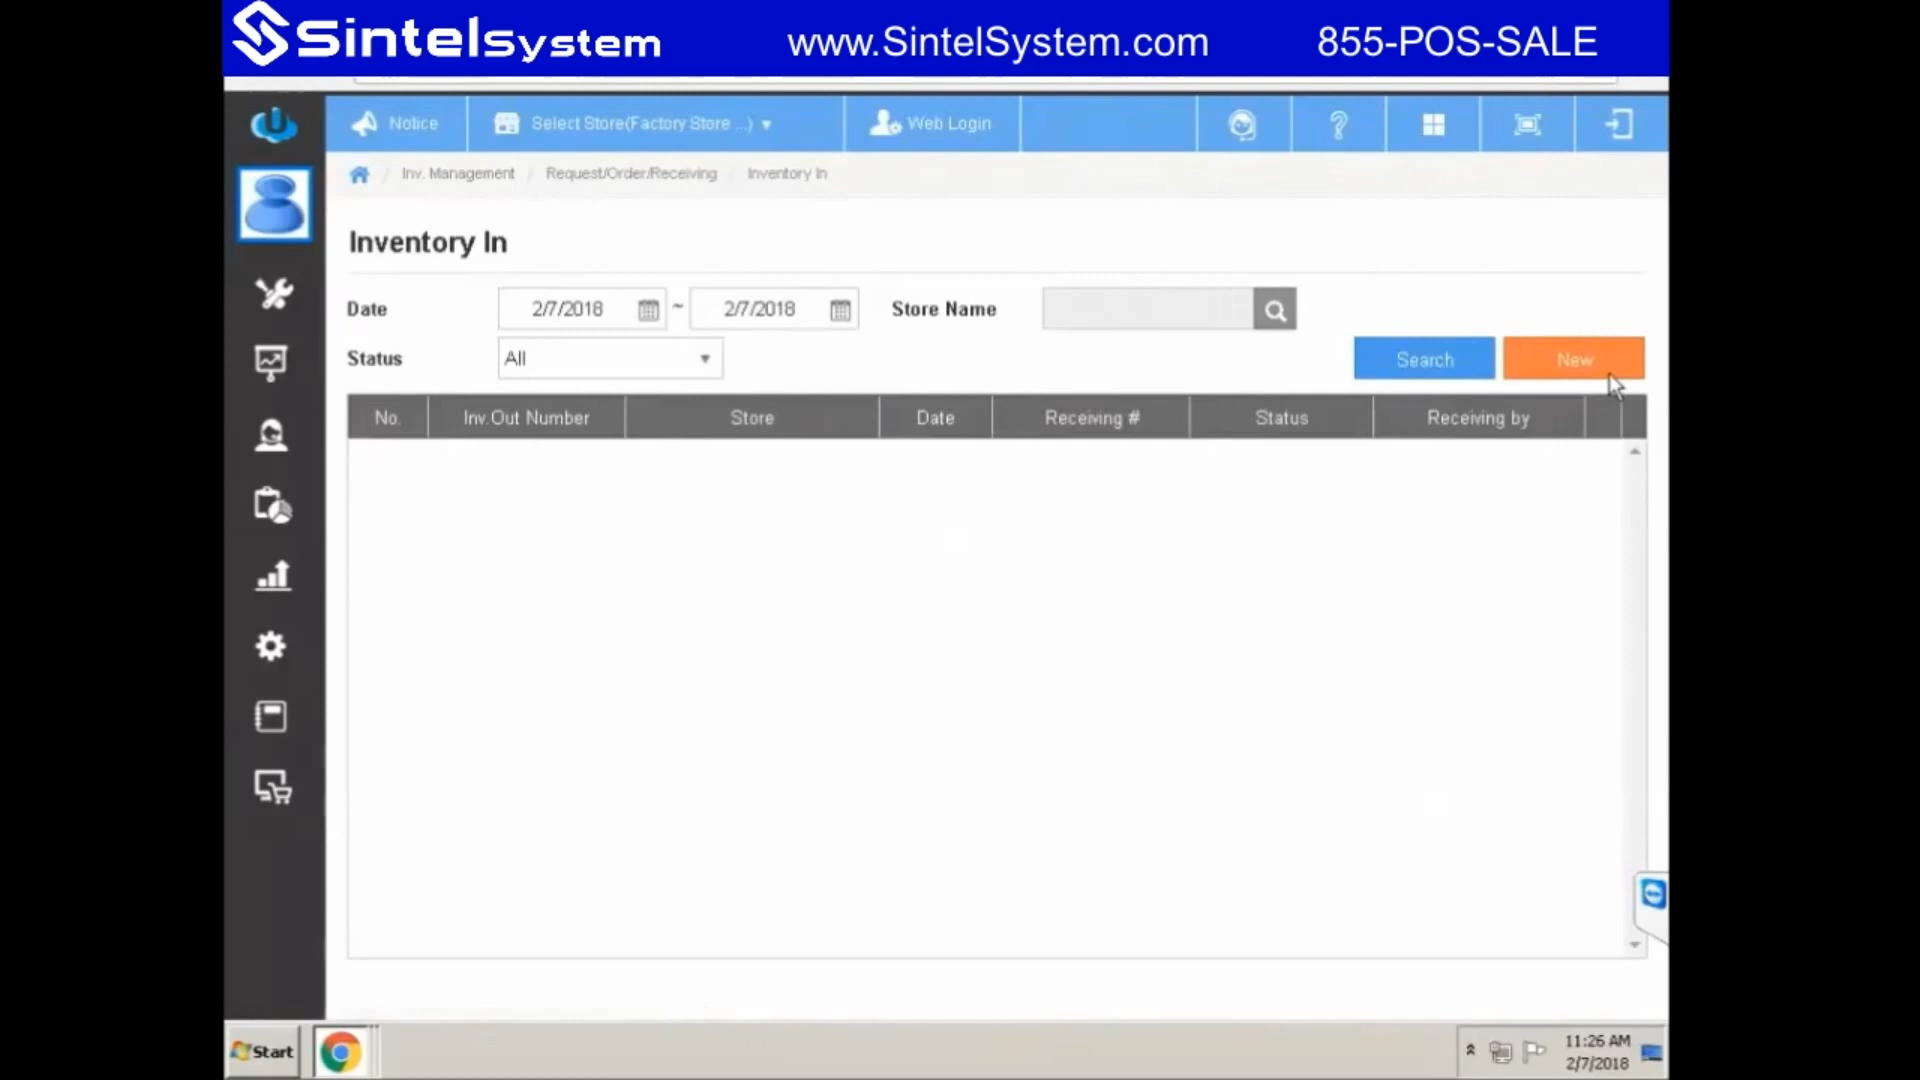 Sintelsystem www.SintelSystem.com 855-POS-SALE
Notice Select Store(Factory Store ...) Web Login
Inv. Management / Request/Order/Receiving / Inventory In
Inventory In
Date 2/7/2018 ~ 2/7/2018 Store Name
Status All Search New
No. Inv.Out Number Store Date Receiving # Status Receiving by
Start 11:26 AM
2/7/2018